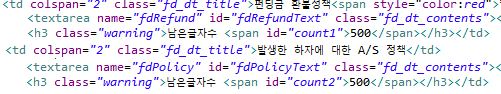 <td colspan="2" class="fd_dt_title">펀딩금 환불정책<span style="color:red">*
<textarea name="fdRefund" id="fdRefundText" class="fd_dt_contents"><
<h3 class="warning">남은글자수 <span id="count1">500</span></h3></td>
<td colspan="2" class="fd_dt_title">발생한 하자에 대한 A/S 정책</td>
<textarea name="fdPolicy" id="fdPolicyText" class="fd_dt_contents"><
<h3 class="warning">남은글자수 <span id="count2">500</span></h3></td>